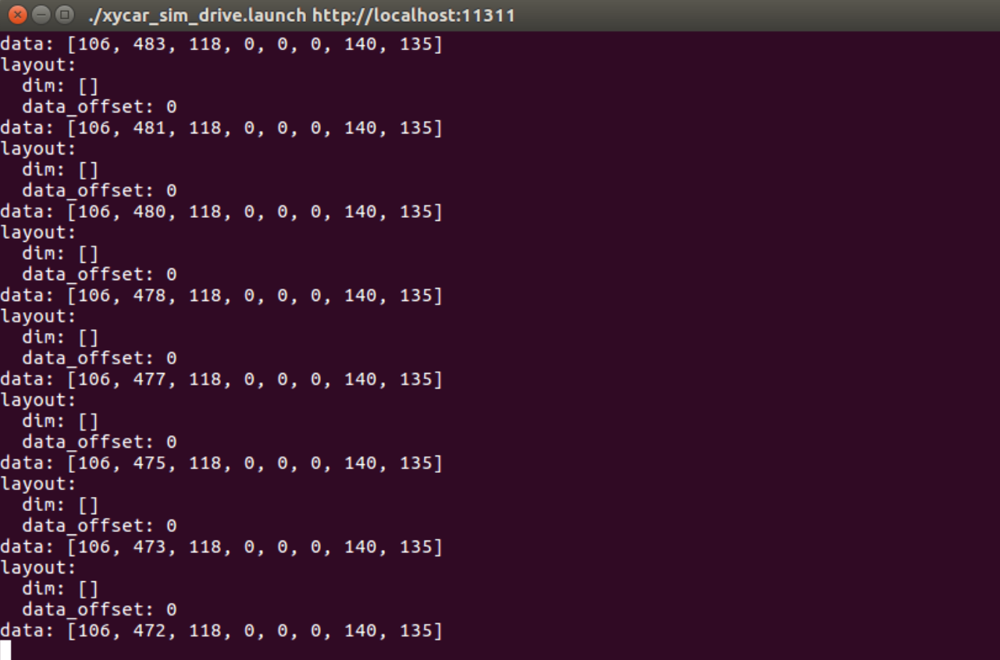 ./xycar_sim_drive.launch http://localhost:11311
data: [106, 483, 118, 0, 0, 0, 140, 135]
layout:
  dim: []
  data_offset: 0
data: [106, 481, 118, 0, 0, 0, 140, 135]
layout:
  dim: []
  data_offset: 0
data: [106, 480, 118, 0, 0, 0, 140, 135]
layout:
  dim: []
  data_offset: 0
data: [106, 478, 118, 0, 0, 0, 140, 135]
layout:
  dim: []
  data_offset: 0
data: [106, 477, 118, 0, 0, 0, 140, 135]
layout:
  dim: []
  data_offset: 0
data: [106, 475, 118, 0, 0, 0, 140, 135]
layout:
  dim: []
  data_offset: 0
data: [106, 473, 118, 0, 0, 0, 140, 135]
layout:
  dim: []
  data_offset: 0
data: [106, 472, 118, 0, 0, 0, 140, 135]